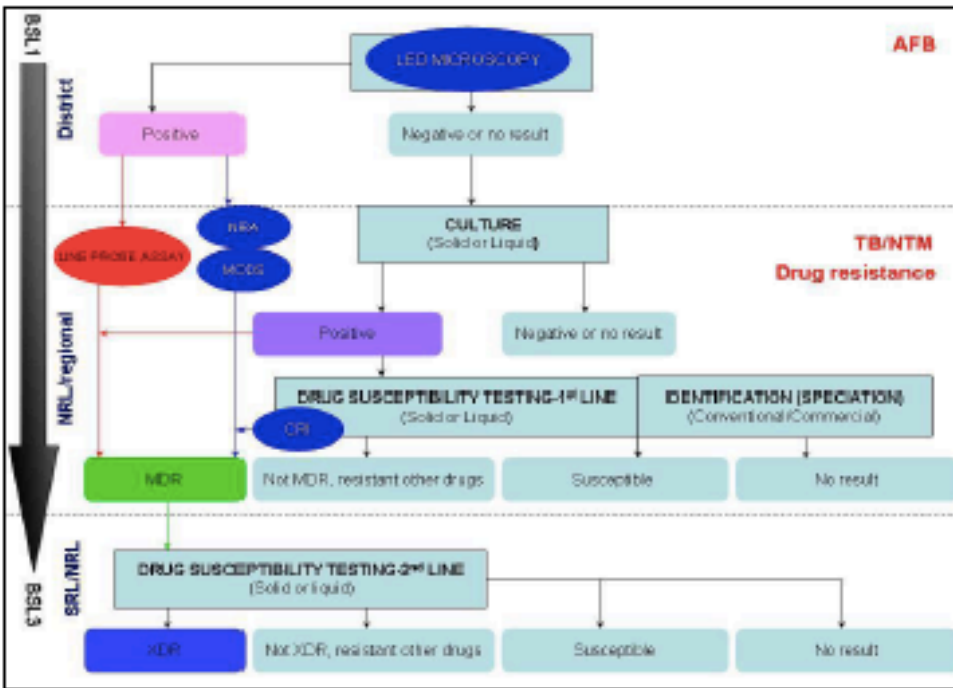 BSL1
AFB
LED MICROSCOPY
District
Positive
Negative or no result
NRA
CULTURE
(Solid or Liquid)
LINE PROBE ASSAY
MODS
TB/NTM
Drug resistance
NRL/regional
Positive
Negative or no result
DRUG SUSCEPTIBILITY TESTING-1st LINE
(Solid or Liquid)
IDENTIFICATION (SPECIATION)
(Conventional/Commercial)
CRI
MDR
Not MDR, resistant other drugs
Susceptible
No result
SRL/NRL
DRUG SUSCEPTIBILITY TESTING-2nd LINE
(Solid or liquid)
BSL3
XDR
Not XDR, resistant other drugs
Susceptible
No result